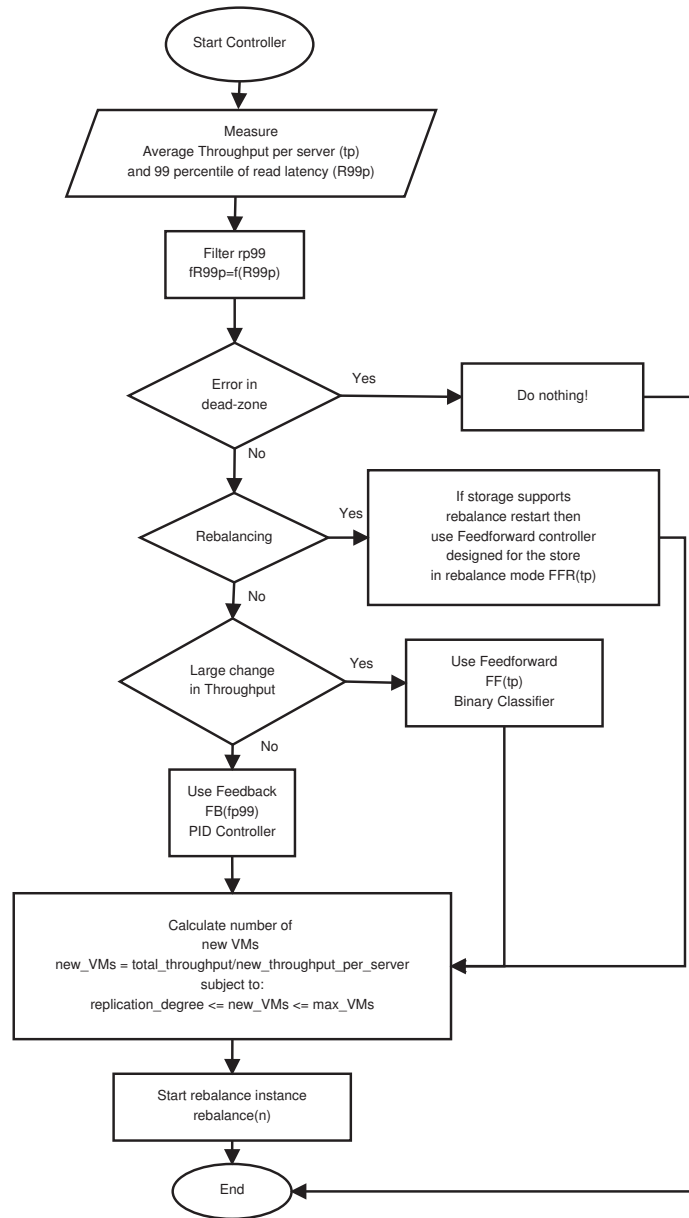 Start Controller
Measure
Average Throughput per server (tp)
and 99 percentile of read latency (R99p)
Filter rp99
fR99p=f(R99p)
Error in
dead-zone
Yes
Do nothing!
No
Rebalancing
Yes
If storage supports
rebalance restart then
use Feedforward controller
designed for the store
in rebalance mode FFR(tp)
No
Large change
in Throughput
Yes
Use Feedforward
FF(tp)
Binary Classifier
No
Use Feedback
FB(fp99)
PID Controller
Calculate number of
new VMs
new_VMs = total_throughput/new_throughput_per_server
subject to:
replication_degree <= new_VMs <= max_VMs
Start rebalance instance
rebalance(n)
End